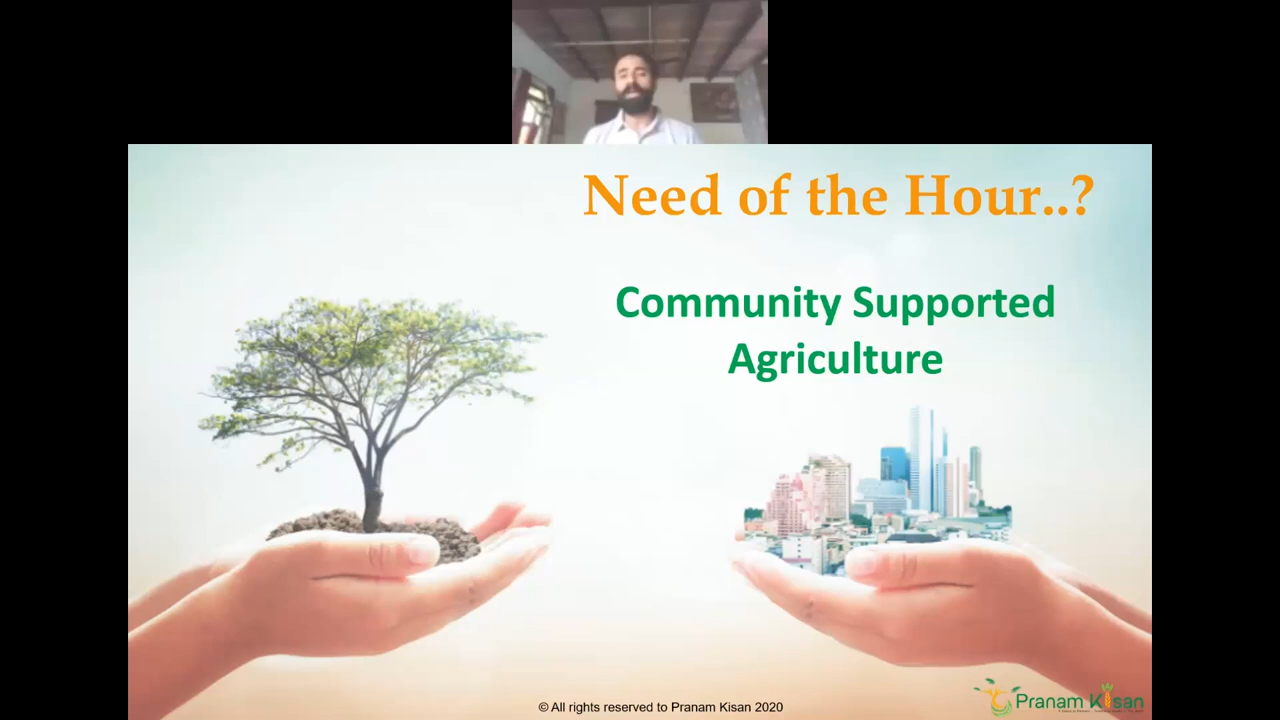 Need of the Hour..?
Community Supported
Agriculture
© All rights reserved to Pranam Kisan 2020
Pranam Kisan